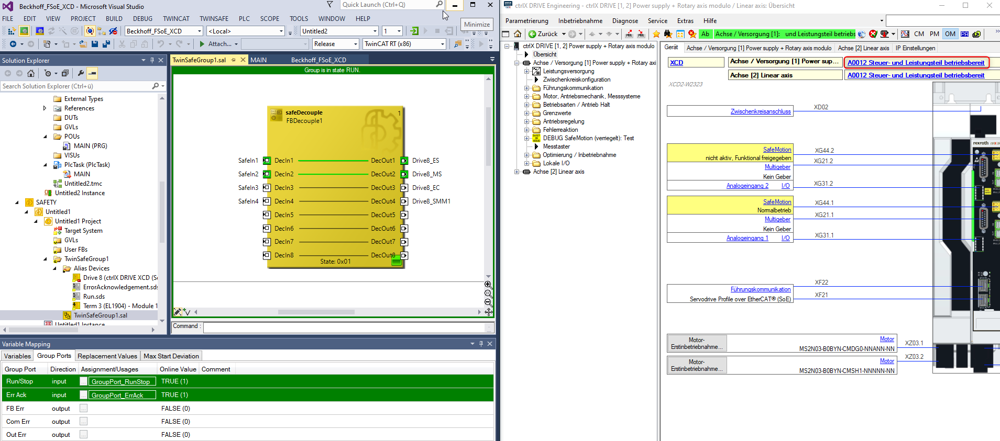 Beckhoff_FSoE_XCD - Microsoft Visual Studio
Quick Launch (Ctrl+Q)
FILE EDIT VIEW PROJECT BUILD DEBUG TWINCAT TWINSAFE PLC SCOPE TOOLS WINDOW HELP
Minimize
Beckhoff_FSoE_XCD <Local> Untitled2 1
Attach... Release TwinCAT RT (x86)
Solution Explorer
Search Solution Explorer (Ctrl+ü)
External Types
References
DUTs
GVLs
POUs
MAIN (PRG)
VISUs
PlcTask (PlcTask)
MAIN
Untitled2.tmc
Untitled2 Instance
SAFETY
Untitled1
Untitled1 Project
Target System
GVLs
User FBs
TwinSafeGroup1
Alias Devices
Drive 8 (ctrlX DRIVE XCD (S
ErrorAcknowledgement.sds
Run.sds
Term 3 (EL1904) - Module 1
TwinSafeGroup1.sal
Untitled1 Instance
TwinSafeGroup1.sal MAIN Beckhoff_FSoE_XCD
Group is in state RUN.
safeDecouple 1
FBDecouple1
SafeIn1 DecIn1 DecOut1 Drive8_ES
SafeIn2 DecIn2 DecOut2 Drive8_MS
SafeIn3 DecIn3 DecOut3 Drive8_EC
SafeIn4 DecIn4 DecOut4 Drive8_SMM1
DecIn5 DecOut5
DecIn6 DecOut6
DecIn7 DecOut7
DecIn8 DecOut8
State: 0x01
Command :
Variable Mapping
Variables Group Ports Replacement Values Max Start Deviation
Group Port Direction Assignment/Usages Online Value Comment
Run/Stop input ... GroupPort_RunStop TRUE (1)
Err Ack input ... GroupPort_ErrAck TRUE (1)
FB Err output ... FALSE (0)
Com Err output ... FALSE (0)
Out Err output ... FALSE (0)
ctrlX DRIVE Engineering - ctrlX DRIVE [1, 2] Power supply + Rotary axis modulo / Linear axis: Übersicht
Parametrierung Inbetriebnahme Diagnose Service Extras Hilfe
Zurück PAR PAR Ab Achse / Versorgung [1]: und Leistungsteil betriebs CM PM OM
ctrlX DRIVE [1, 2] Power supply + Rotary axis modulo
Übersicht
Achse / Versorgung [1] Power supply + Rotary axi
Leistungsversorgung
Zwischenkreiskonfiguration
Führungskommunikation
Motor, Antriebsmechanik, Messsysteme
Betriebsarten / Antrieb Halt
Grenzwerte
Antriebsregelung
Fehlerreaktion
DEBUG SafeMotion (verriegelt): Test
Messtaster
Optimierung / Inbetriebnahme
Lokale I/O
Achse [2] Linear axis
Gerät Achse / Versorgung [1] Power supply + Rotary axis modulo Achse [2] Linear axis IP Einstellungen
XCD Achse / Versorgung [1] Power sup... A0012 Steuer- und Leistungsteil betriebsbereit
Achse [2] Linear axis A0012 Steuer- und Leistungsteil betriebsbereit
XCD2-W2323
Zwischenkreisanschluss XD02
SafeMotion XG44.2
nicht aktiv, Funktional freigegeben
Multigeber XG21.2
Kein Geber
Analogeingang 2 I/O XG31.2
SafeMotion XG44.1
Normalbetrieb
Multigeber XG21.1
Kein Geber
Analogeingang 1 I/O XG31.1
Führungskommunikation XF22
Servodrive Profile over EtherCAT® (SoE) XF21
Motor-Erstinbetriebnahme... Motor XZ03.1
MS2N03-B0BYN-CMDG0-NNANN-NN
Motor-Erstinbetriebnahme... Motor XZ03.2
MS2N03-B0BYN-CMSH1-NNNNN-NN
rexroth